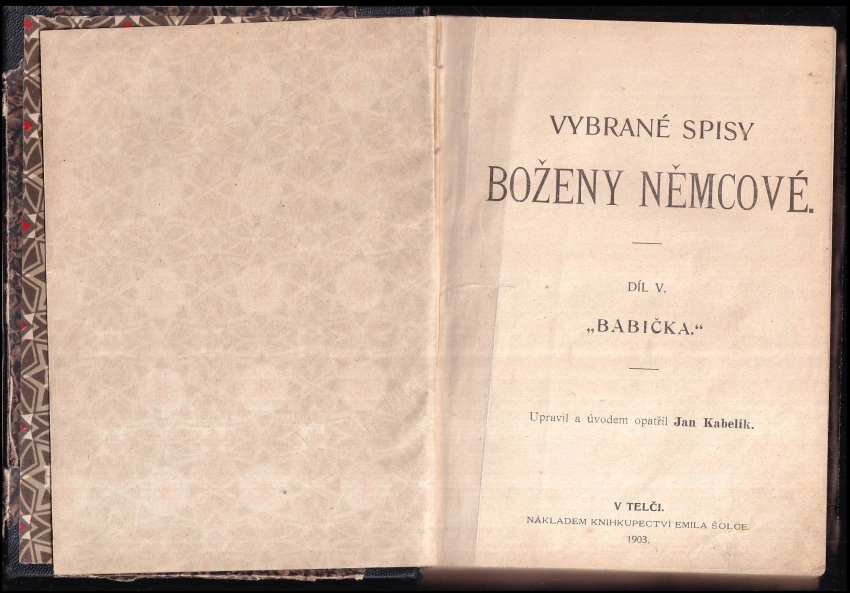 VYBRANÉ SPISY
BOŽENY NĚMCOVÉ.
DÍL V.
„BABIČKA.“
Upravil a úvodem opatřil Jan Kabelík.
V TELČI.
NÁKLADEM KNIHKUPECTVÍ EMILA ŠOLCE.
1903.